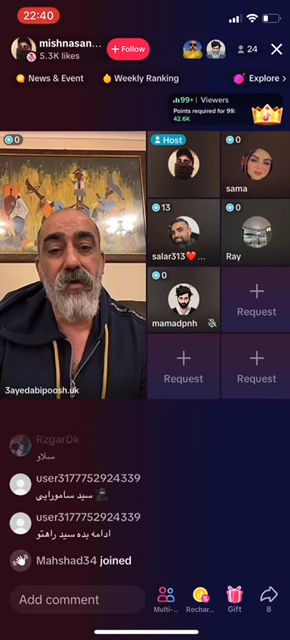 22:40
mishnasan...
5.3K likes
+ Follow
24
News & Event
Weekly Ranking
Explore >
99+ | Viewers
Points required for 99:
42.6K
0
Host
0
sama
13
salar313❤️...
0
Ray
0
mamadpnh
+
Request
+
Request
+
Request
3ayedabipoosh.uk
RzgarDk
سلاو
user3177752924339
سید سامورایی 🥷
user3177752924339
ادامه بده سید راهتو
Mahshad34 joined
Add comment
Multi-...
Rechar...
Gift
8